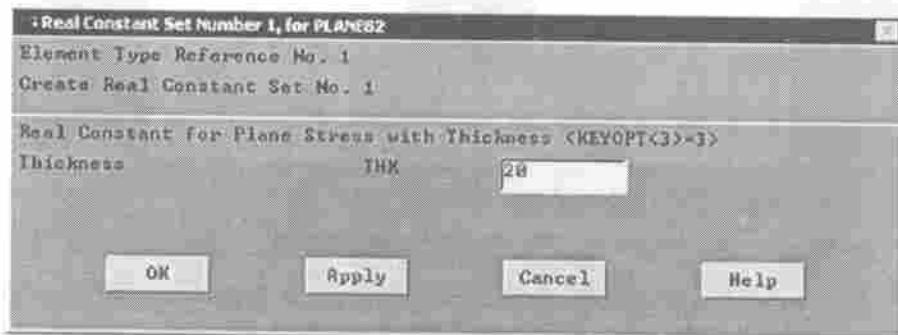 Real Constant Set Number 1, for PLANE82
Element Type Reference No. 1
Create Real Constant Set No. 1
Real Constant for Plane Stress with Thickness <KEYOPT<3>=3>
Thickness THK 20
OK Apply Cancel Help